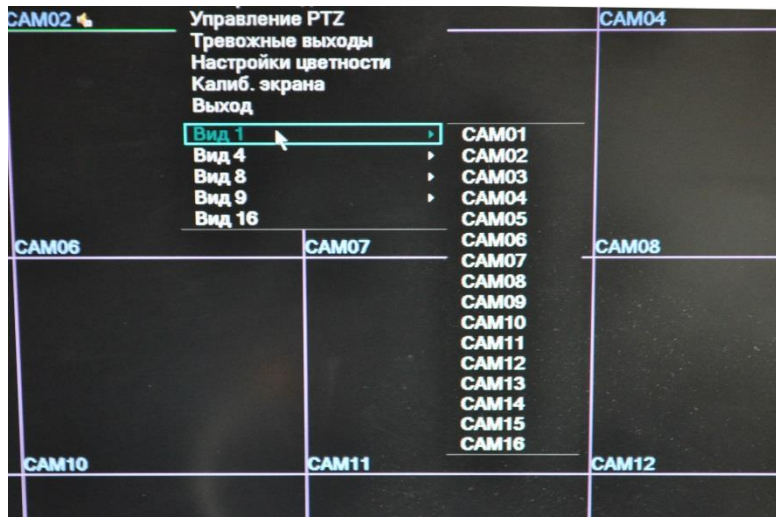 CAM02
Управление PTZ
CAM04
Тревожные выходы
Настройки цветности
Калиб. экрана
Выход
Вид 1
Вид 4
Вид 8
Вид 9
Вид 16
CAM01
CAM02
CAM03
CAM04
CAM05
CAM06
CAM07
CAM08
CAM09
CAM10
CAM11
CAM12
CAM13
CAM14
CAM15
CAM16
CAM06
CAM07
CAM08
CAM10
CAM11
CAM12